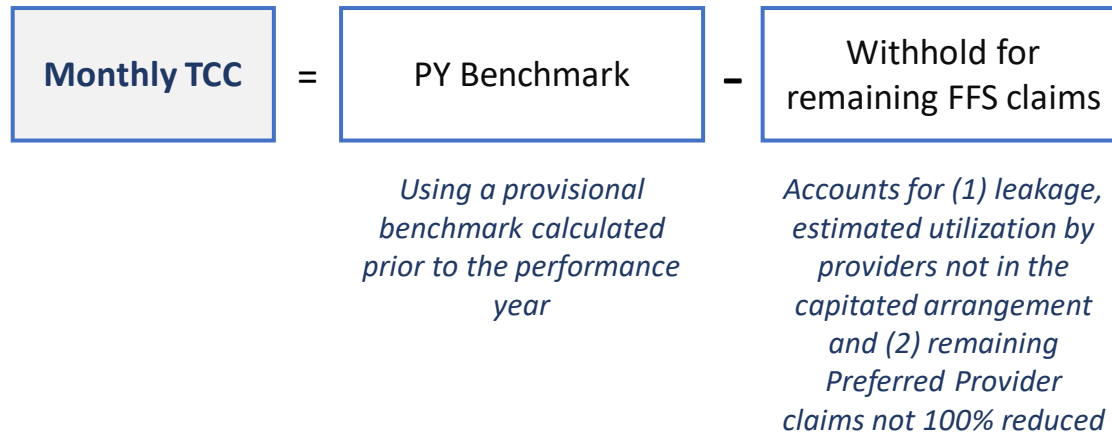 Monthly TCC
=
PY Benchmark
-
Withhold for
remaining FFS claims
Using a provisional
benchmark calculated
prior to the performance
year
Accounts for (1) leakage,
estimated utilization by
providers not in the
capitated arrangement
and (2) remaining
Preferred Provider
claims not 100% reduced